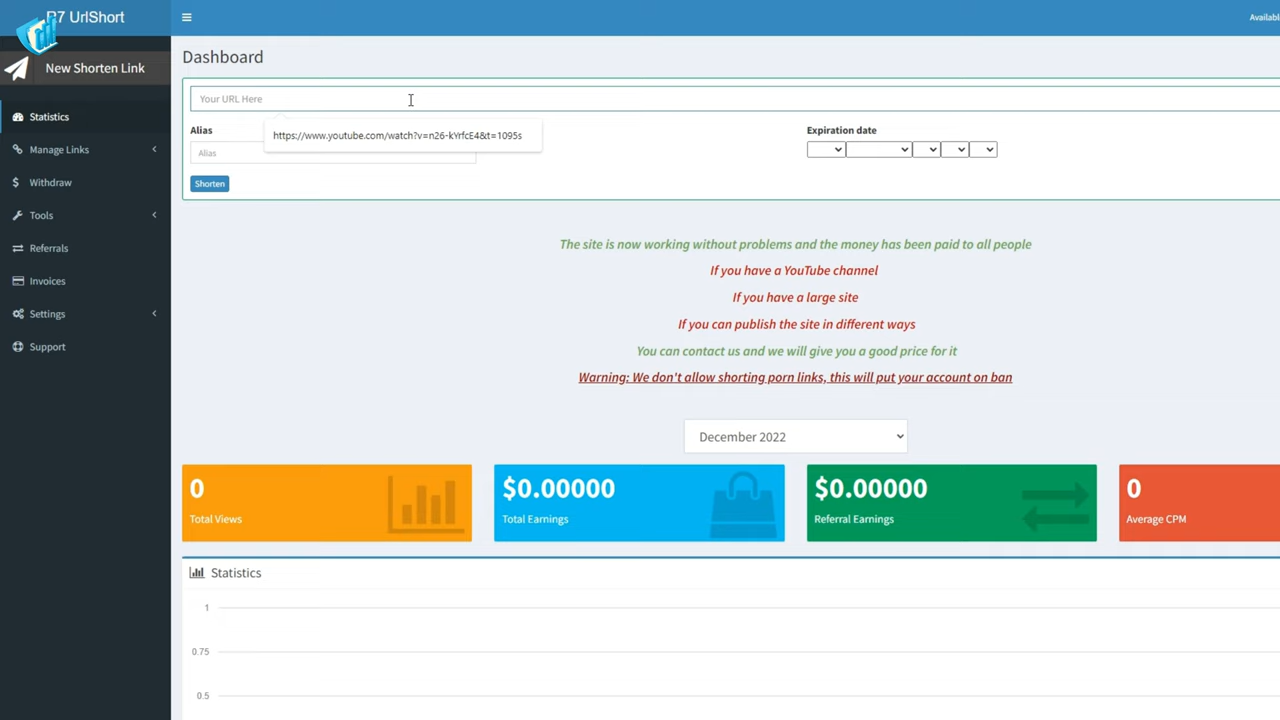 R7 UrlShort
Available
New Shorten Link
Dashboard
Your URL Here
https://www.youtube.com/watch?v=n26-kYrfcE4&t=1095s
Alias
Expiration date
Alias
Shorten
Statistics
Manage Links
Withdraw
Tools
Referrals
Invoices
Settings
Support
The site is now working without problems and the money has been paid to all people
If you have a YouTube channel
If you have a large site
If you can publish the site in different ways
You can contact us and we will give you a good price for it
Warning: We don't allow shorting porn links, this will put your account on ban
December 2022
0
Total Views
$0.00000
Total Earnings
$0.00000
Referral Earnings
0
Average CPM
Statistics
1
0.75
0.5